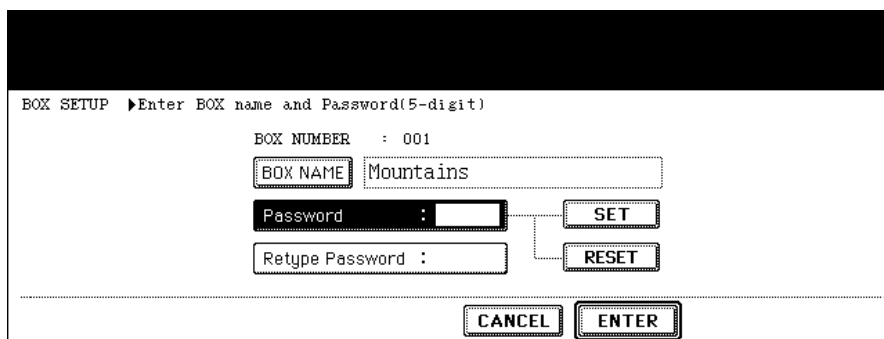 BOX SETUP ▶Enter BOX name and Password(5-digit)
BOX NUMBER : 001
BOX NAME Mountains
Password : SET
Retype Password : RESET
CANCEL ENTER